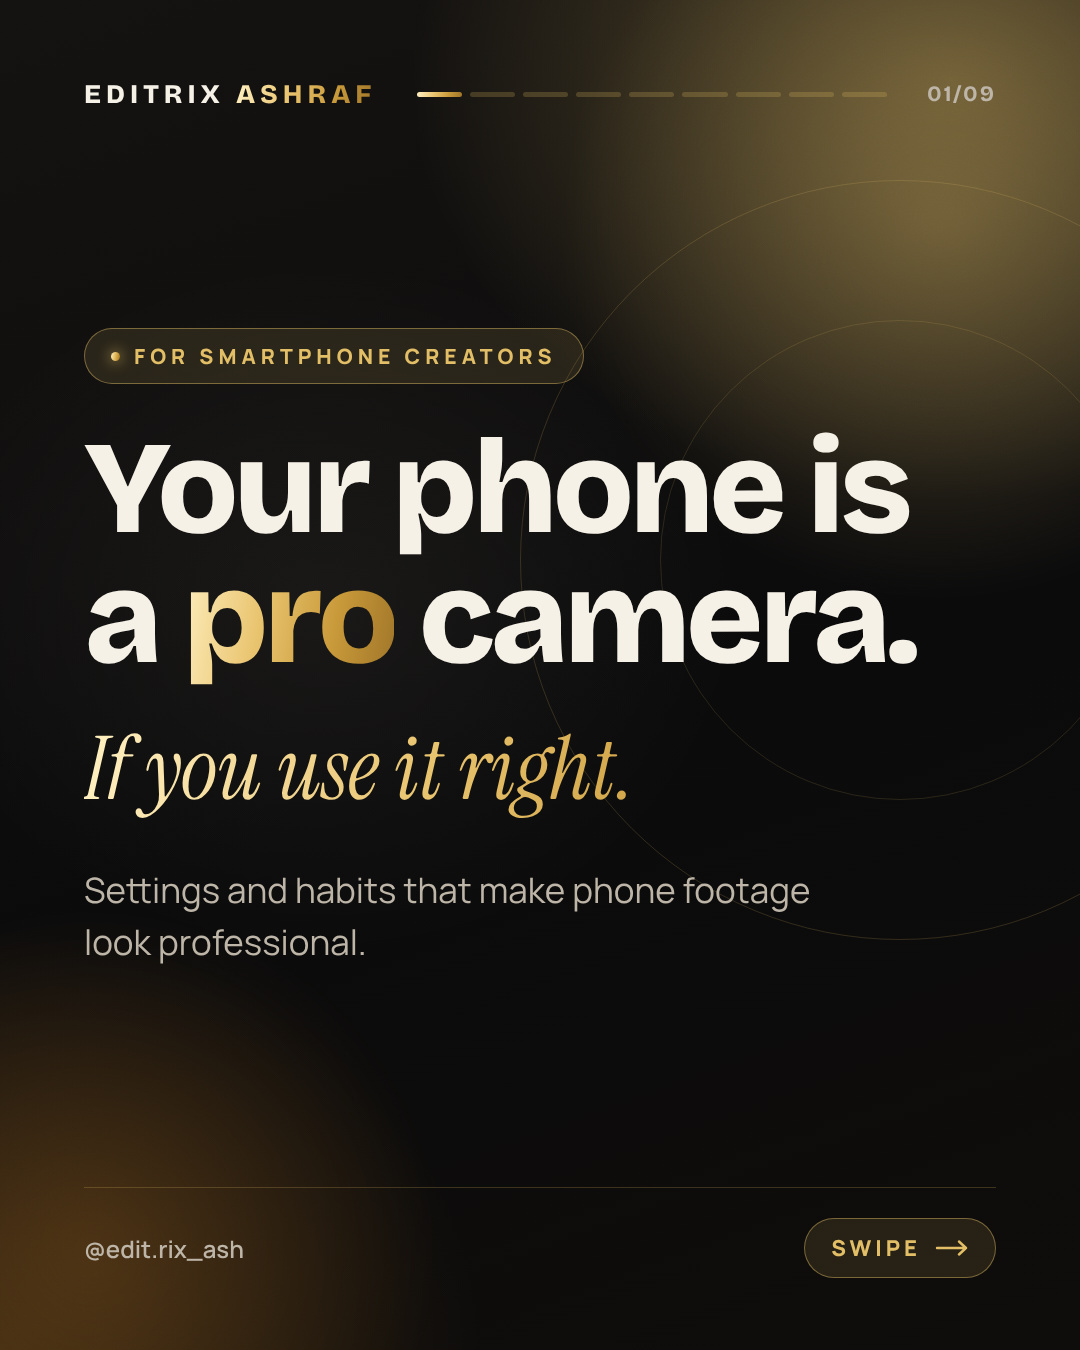 EDITRIX ASHRAF
01/09
FOR SMARTPHONE CREATORS
Your phone is
a pro camera.
If you use it right.
Settings and habits that make phone footage
look professional.
@edit.rix_ash
SWIPE →